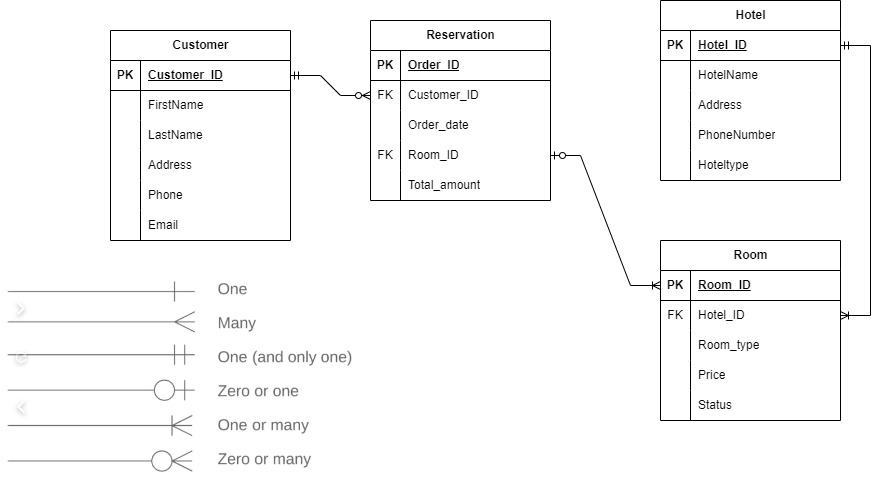 Customer
PK Customer_ID
FirstName
LastName
Address
Phone
Email
Reservation
PK Order_ID
FK Customer_ID
Order_date
FK Room_ID
Total_amount
Hotel
PK Hotel_ID
HotelName
Address
PhoneNumber
Hoteltype
Room
PK Room_ID
FK Hotel_ID
Room_type
Price
Status
One
Many
One (and only one)
Zero or one
One or many
Zero or many